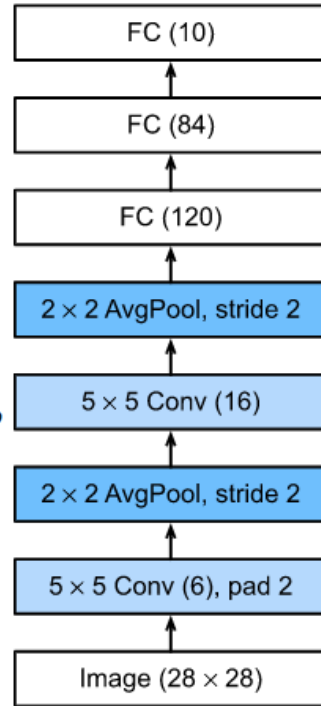 FC (10)
FC (84)
FC (120)
2 × 2 AvgPool, stride 2
5 × 5 Conv (16)
2 × 2 AvgPool, stride 2
5 × 5 Conv (6), pad 2
Image (28 × 28)